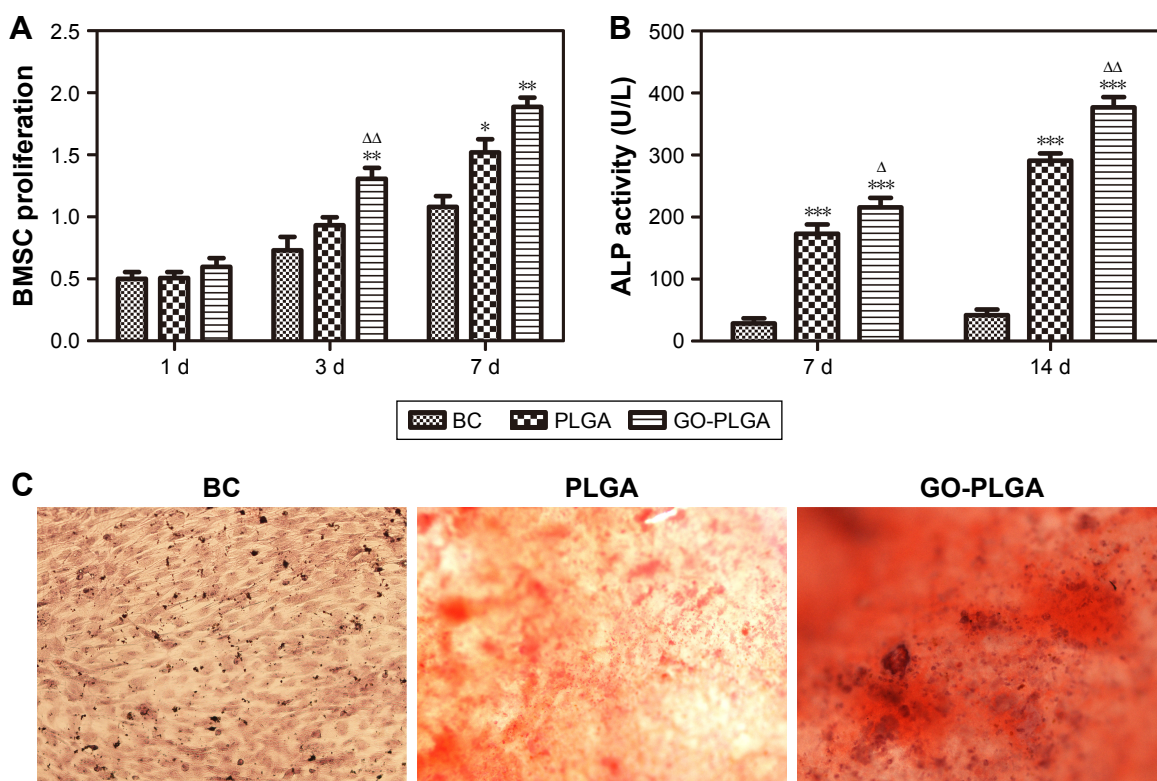 A
BMSC proliferation
2.5
2.0
1.5
1.0
0.5
0.0
ΔΔ
**
*
**
1 d
3 d
7 d
B
ALP activity (U/L)
500
400
300
200
100
0
***
Δ
***
***
ΔΔ
***
7 d
14 d
BC PLGA GO-PLGA
C
BC
PLGA
GO-PLGA